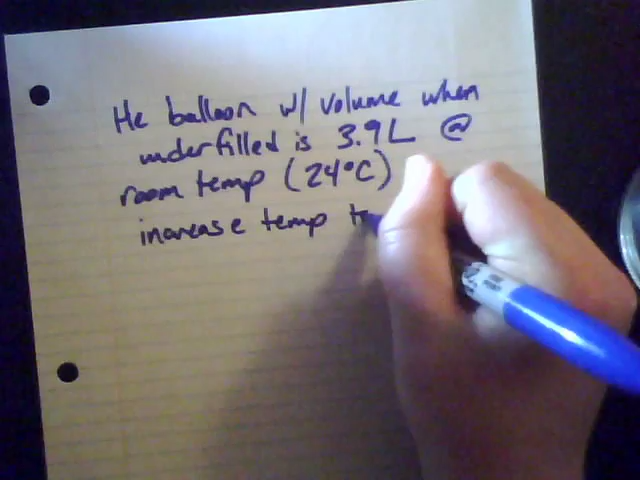 He balloon w/ volume when
underfilled is 3.9L @
room temp (24°C)
increase temp